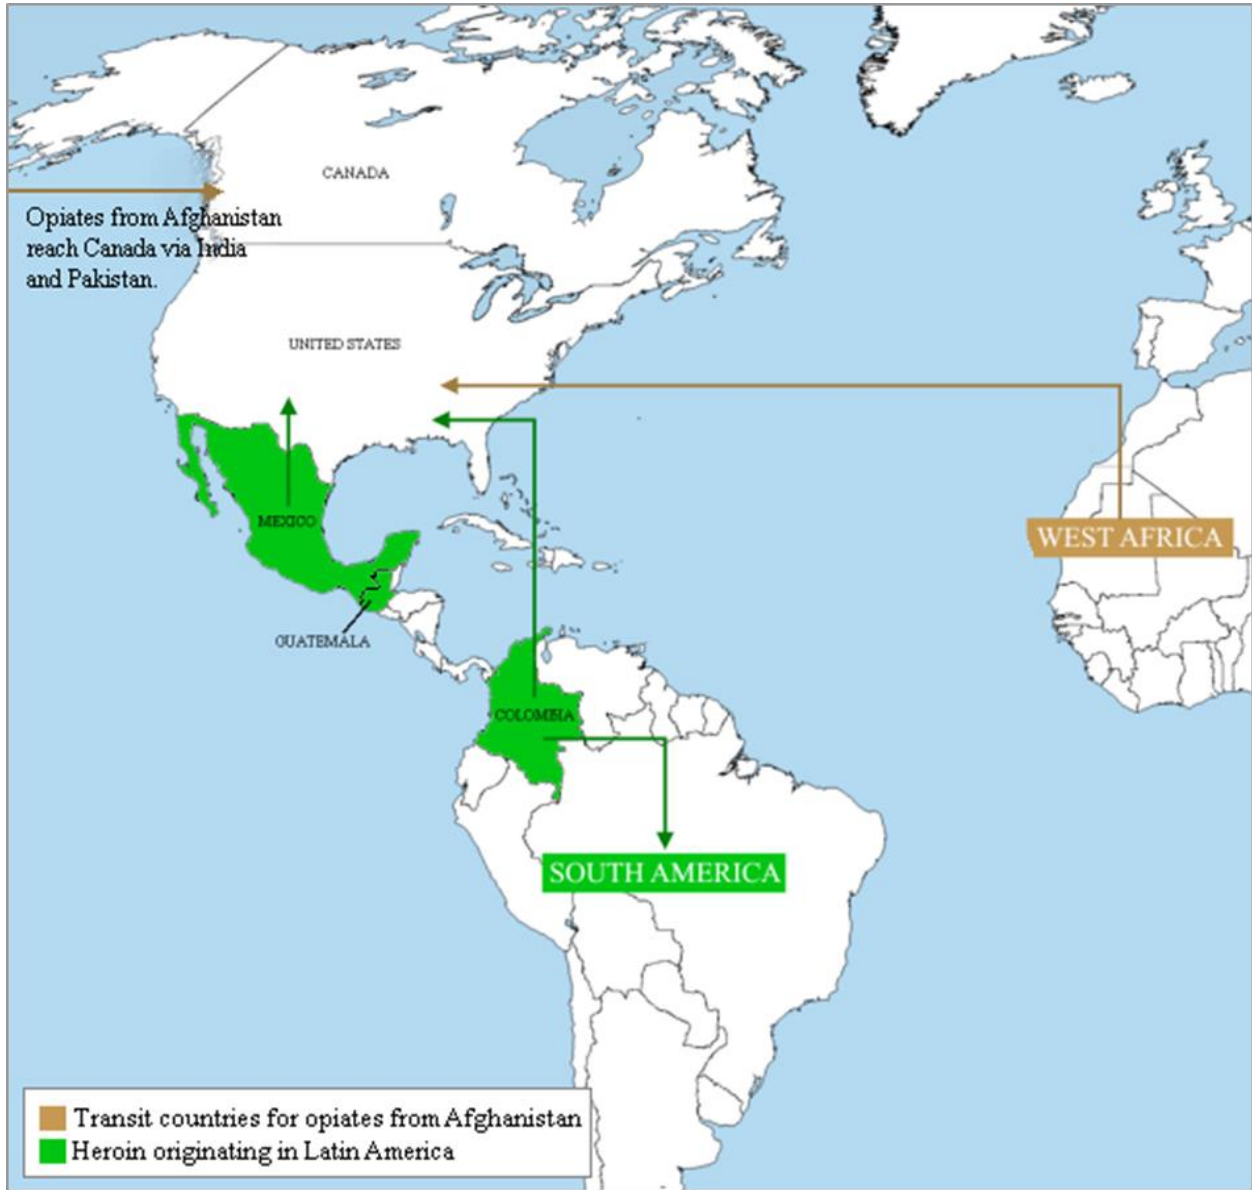 CANADA
Opiates from Afghanistan
reach Canada via India
and Pakistan.
UNITED STATES
MEXICO
WEST AFRICA
GUATEMALA
COLOMBIA
SOUTH AMERICA
Transit countries for opiates from Afghanistan
Heroin originating in Latin America